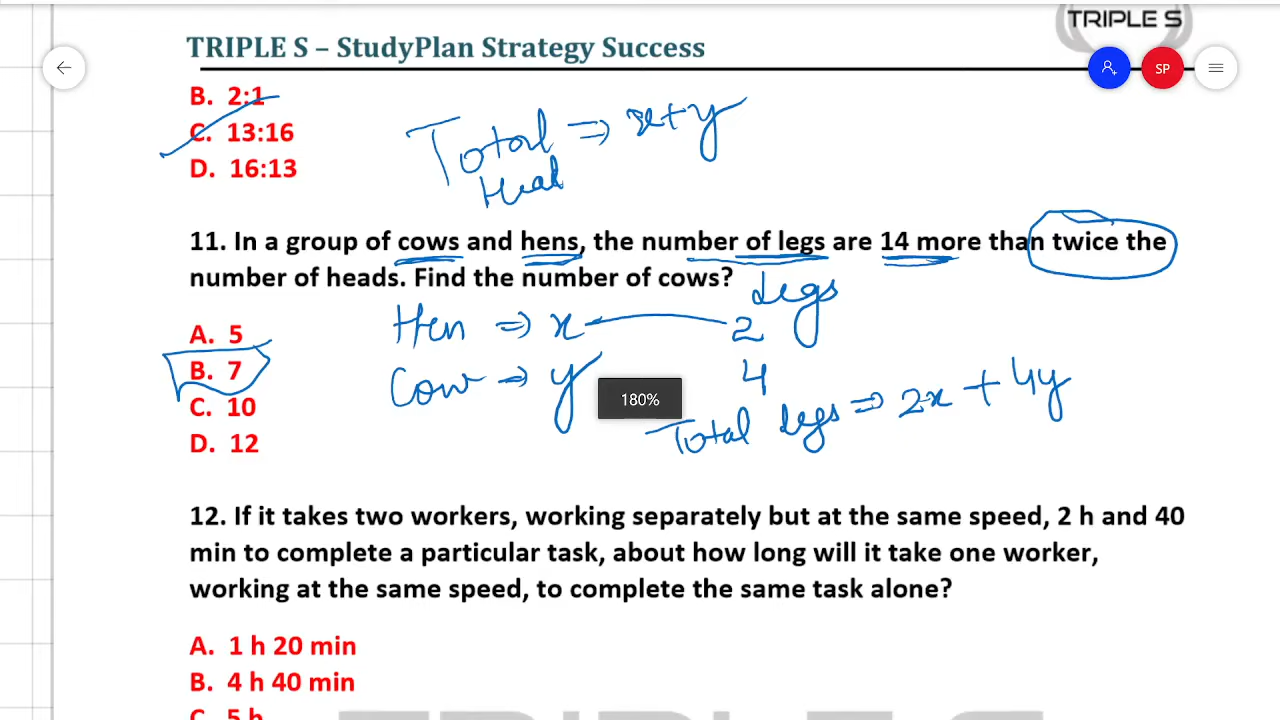 TRIPLE S
TRIPLE S – StudyPlan Strategy Success
SP
B. 2:1
C. 13:16
D. 16:13
Total ⇒ x+y
Head
11. In a group of cows and hens, the number of legs are 14 more than twice the
number of heads. Find the number of cows?
Legs
A. 5
Hen ⇒ x 2
B. 7
Cow ⇒ y 4
180%
C. 10
Total legs ⇒ 2x + 4y
D. 12
12. If it takes two workers, working separately but at the same speed, 2 h and 40
min to complete a particular task, about how long will it take one worker,
working at the same speed, to complete the same task alone?
A. 1 h 20 min
B. 4 h 40 min
C. 5 h
TRIPLE S